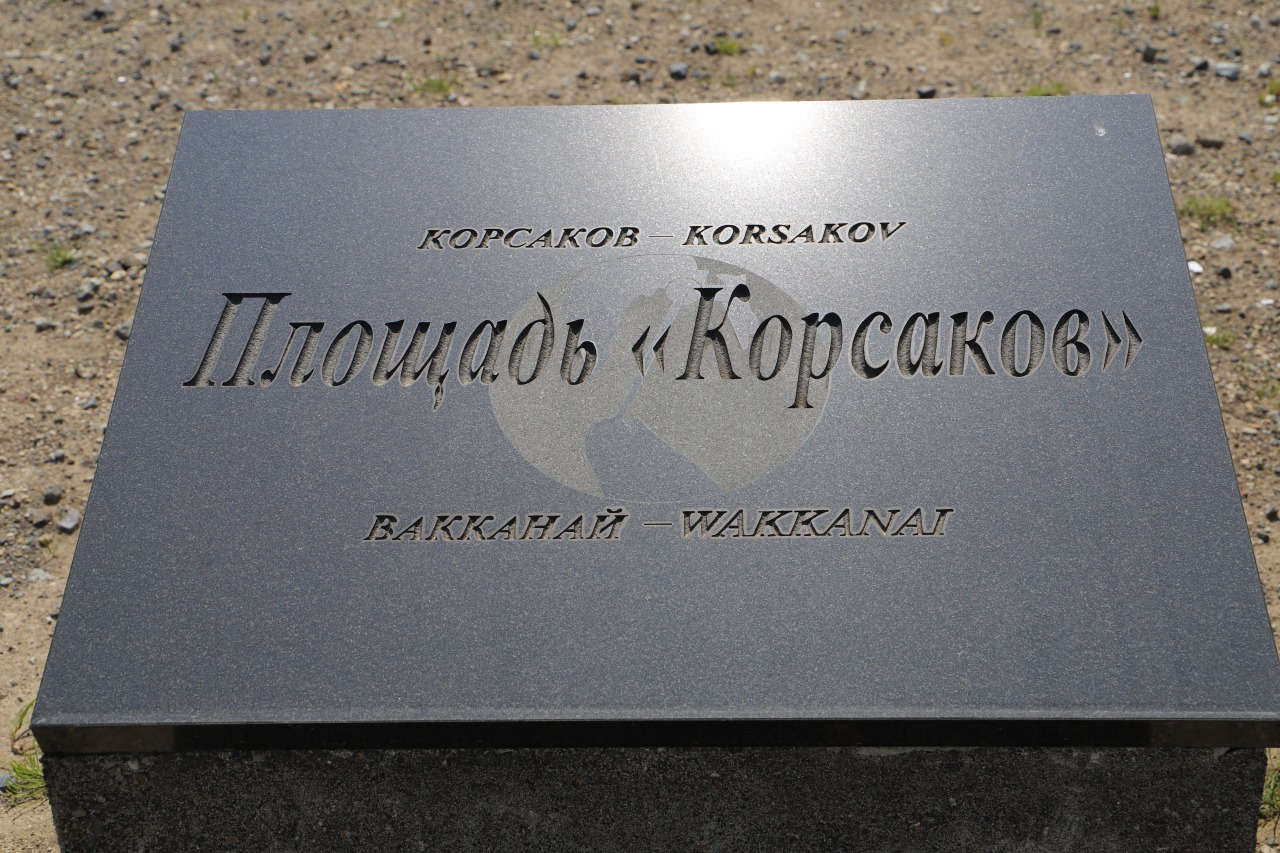 КОРСАКОВ – KORSAKOV
Площадь «Корсаков»
ВАККАНАЙ – WAKKANAI